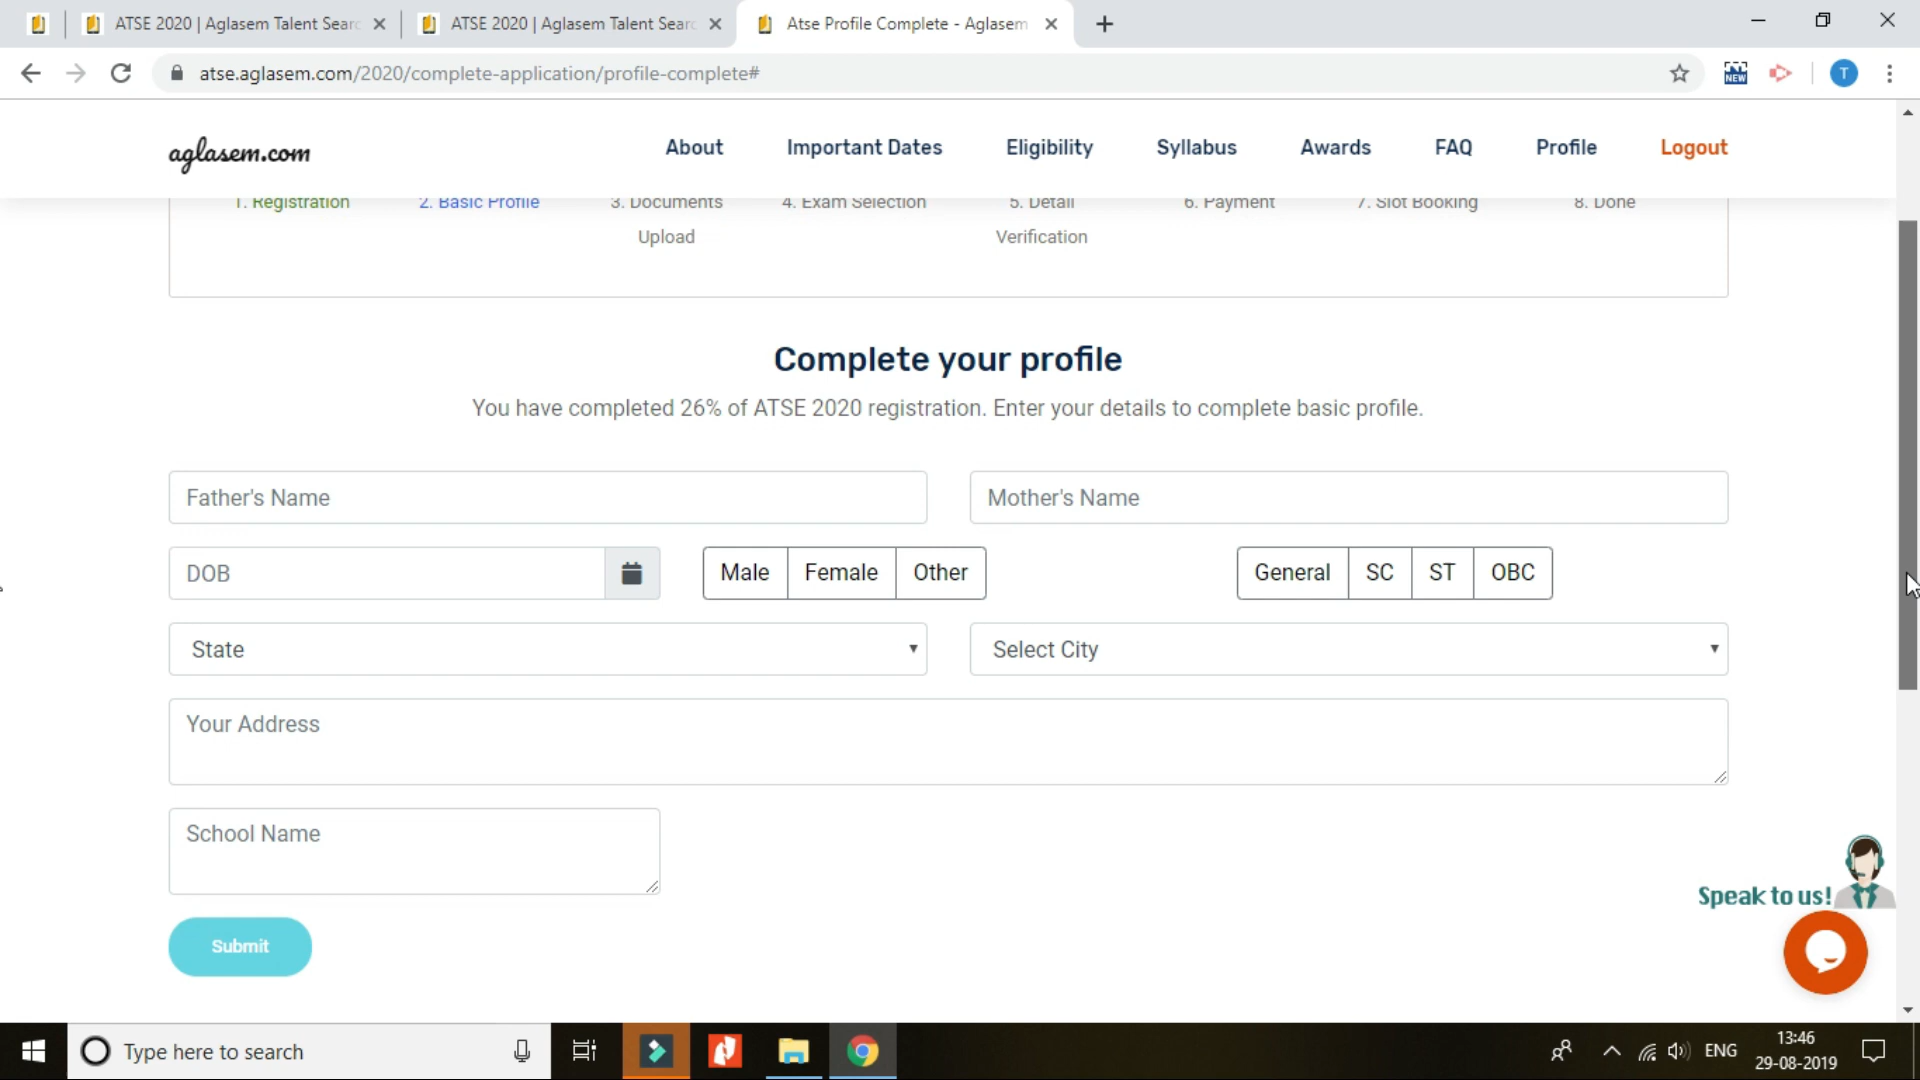 ATSE 2020 | Aglasem Talent Sear
ATSE 2020 | Aglasem Talent Sear
Atse Profile Complete - Aglasem
atse.aglasem.com/2020/complete-application/profile-complete#
NEW
T
aglasem.com
About
Important Dates
Eligibility
Syllabus
Awards
FAQ
Profile
Logout
1. Registration
2. Basic Profile
3. Documents
Upload
4. Exam Selection
5. Detail
Verification
6. Payment
7. Slot Booking
8. Done
Complete your profile
You have completed 26% of ATSE 2020 registration. Enter your details to complete basic profile.
Father's Name
Mother's Name
DOB
Male
Female
Other
General
SC
ST
OBC
State
Select City
Your Address
School Name
Speak to us!
Submit
Type here to search
ENG
13:46
29-08-2019